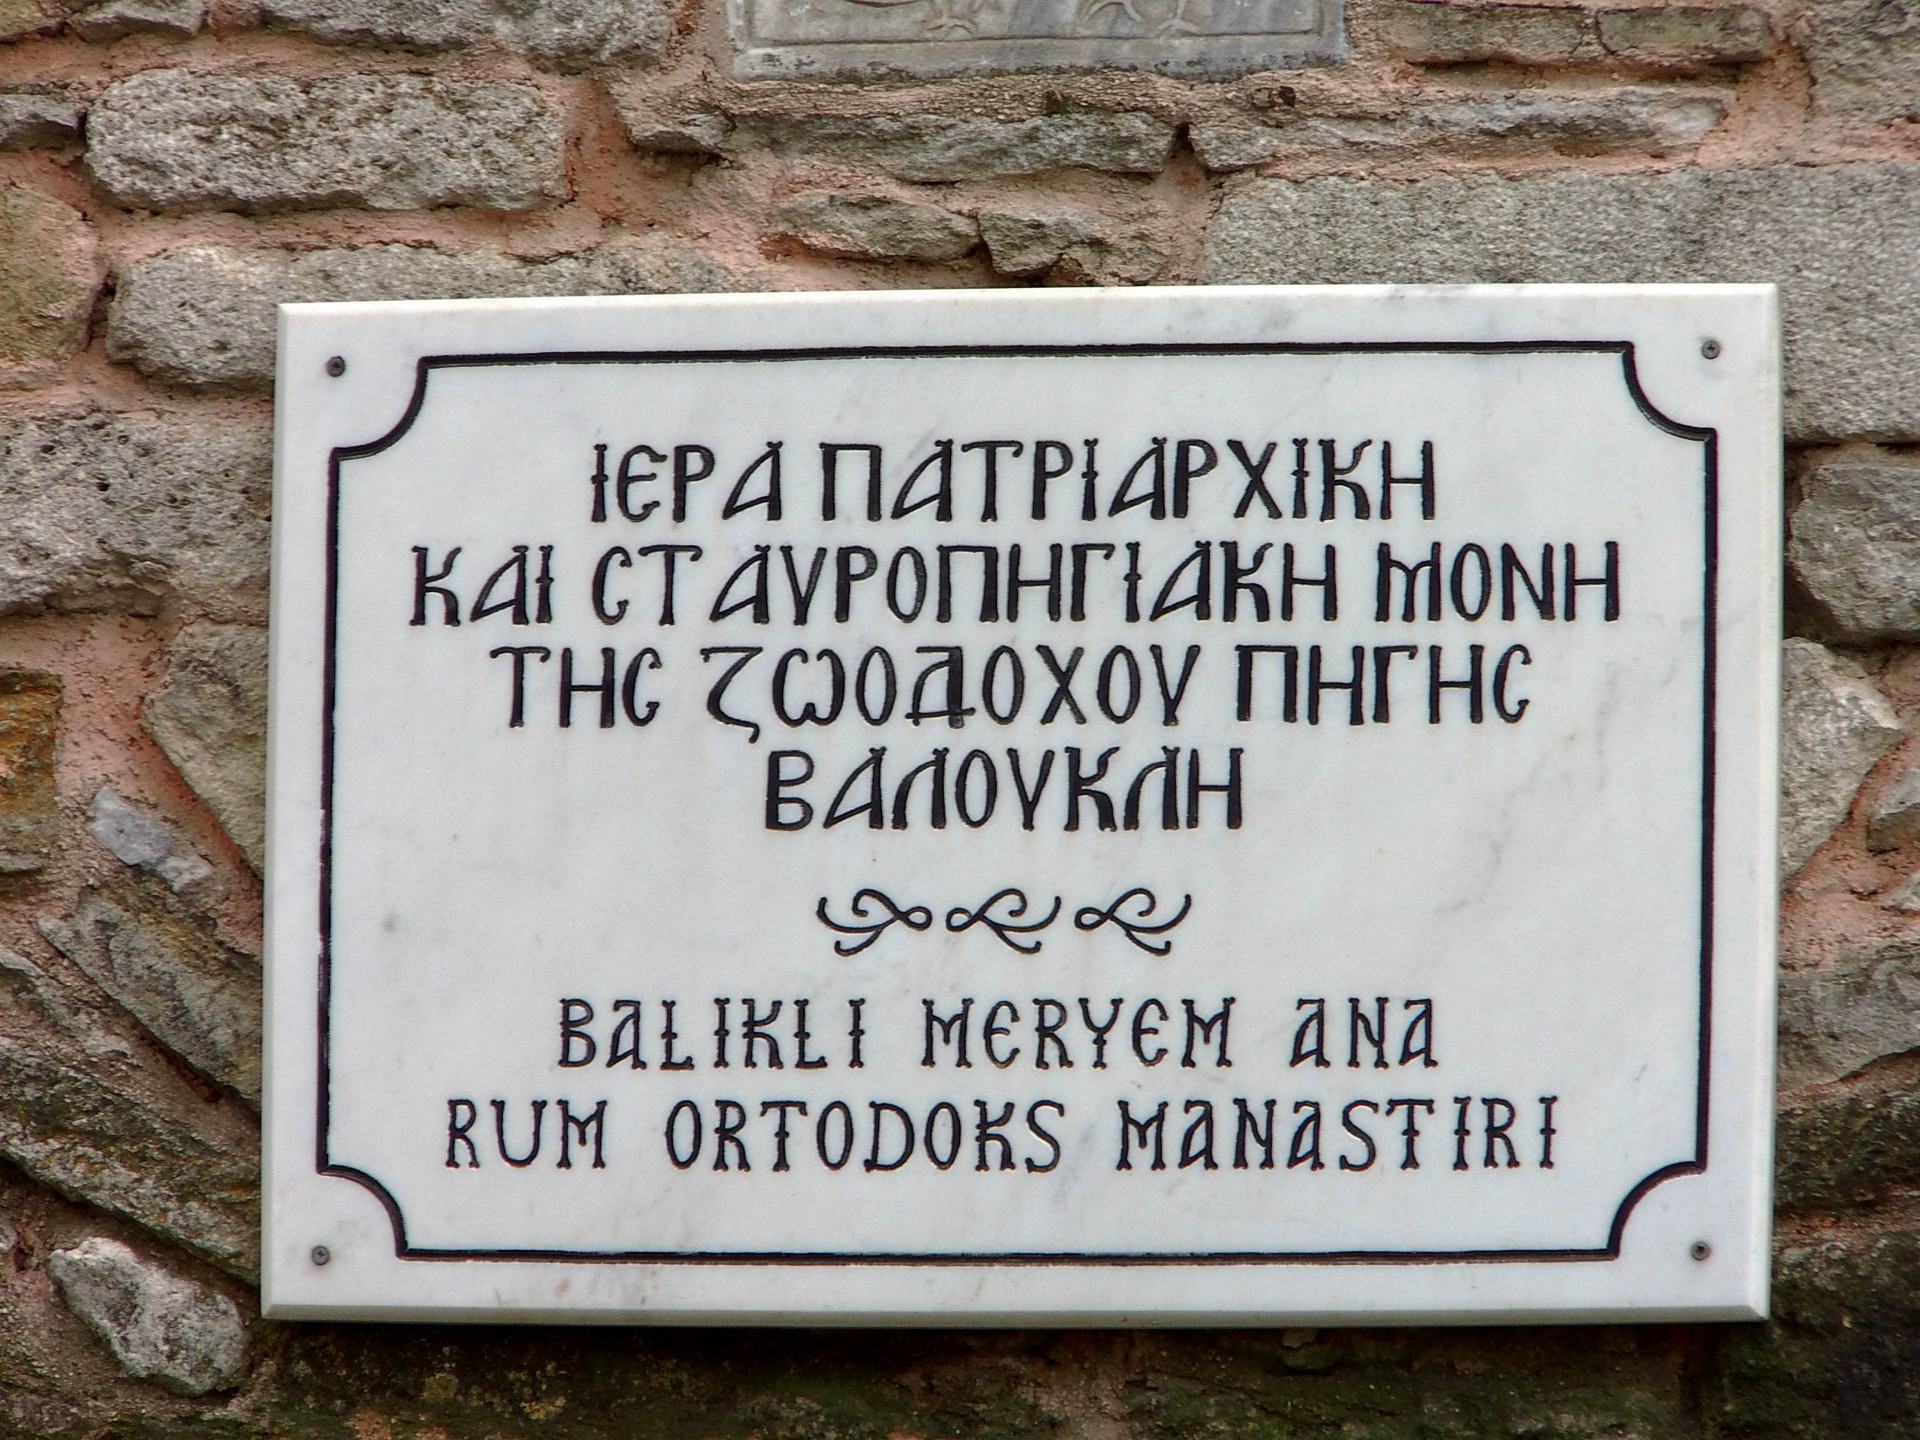 ΙΕΡΑ ΠΑΤΡΙΑΡΧΙΚΗ
ΚΑΙ ϹΤΑΥΡΟΠΗΓΙΑΚΗ ΜΟΝΗ
ΤΗϹ ΖΩΟΔΟΧΟΥ ΠΗΓΗϹ
ΒΑΛΟΥΚΛΗ
BALIKLI MERYEM ANA
RUM ORTODOKS MANASTIRI